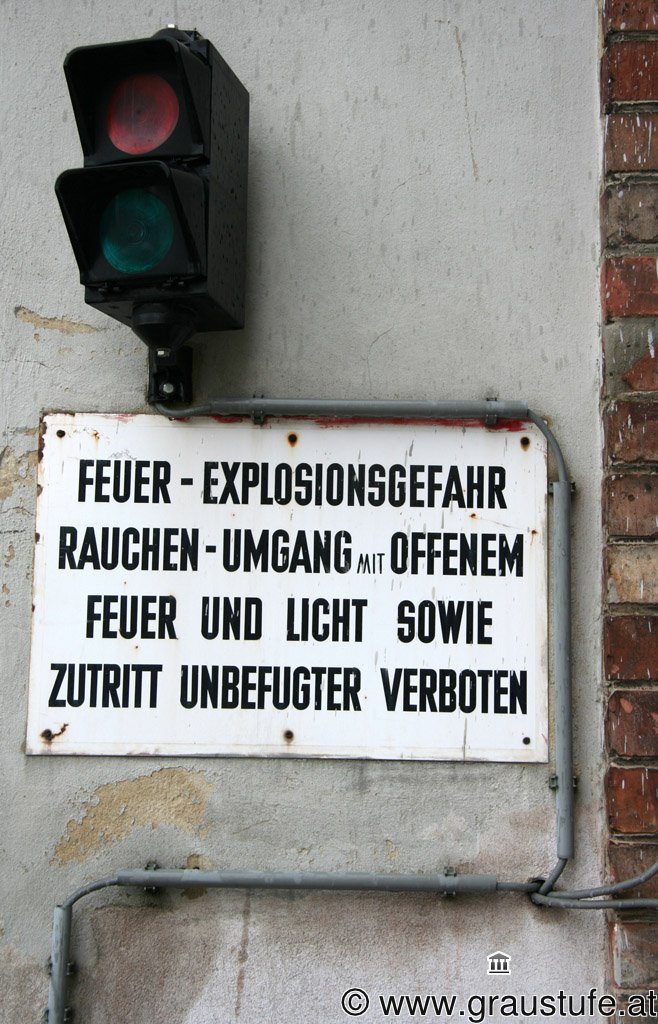 FEUER - EXPLOSIONSGEFAHR
RAUCHEN - UMGANG MIT OFFENEM
FEUER UND LICHT SOWIE
ZUTRITT UNBEFUGTER VERBOTEN
© www.graustufe.at